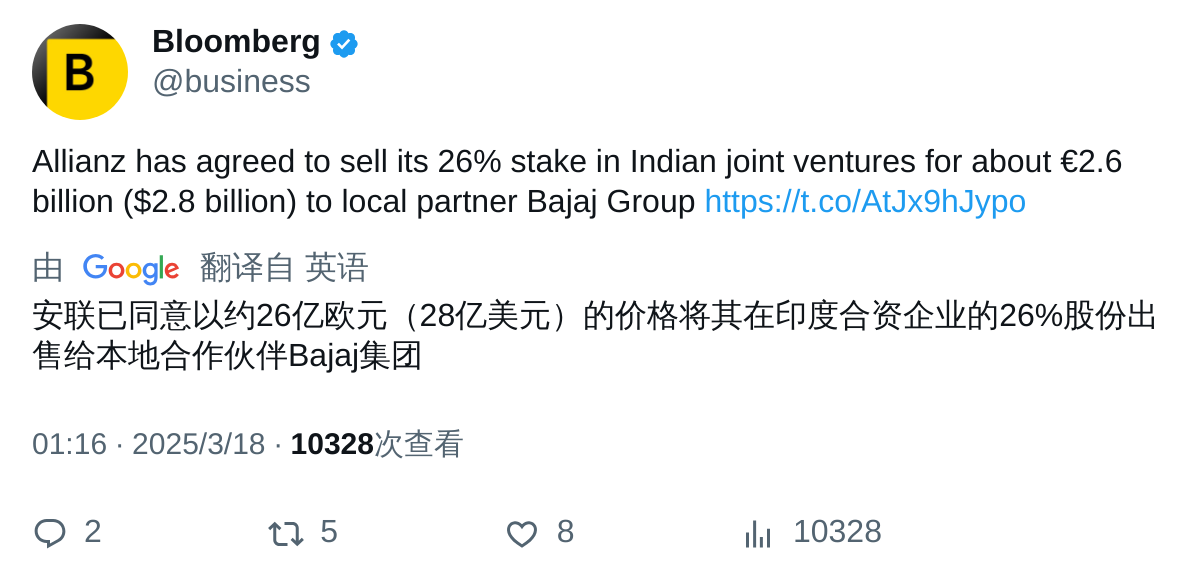 B
Bloomberg
@business
Allianz has agreed to sell its 26% stake in Indian joint ventures for about €2.6
billion ($2.8 billion) to local partner Bajaj Group https://t.co/AtJx9hJypo
由 Google 翻译自 英语
安联已同意以约26亿欧元（28亿美元）的价格将其在印度合资企业的26%股份出
售给本地合作伙伴Bajaj集团
01:16 · 2025/3/18 · 10328次查看
2 5 8 10328